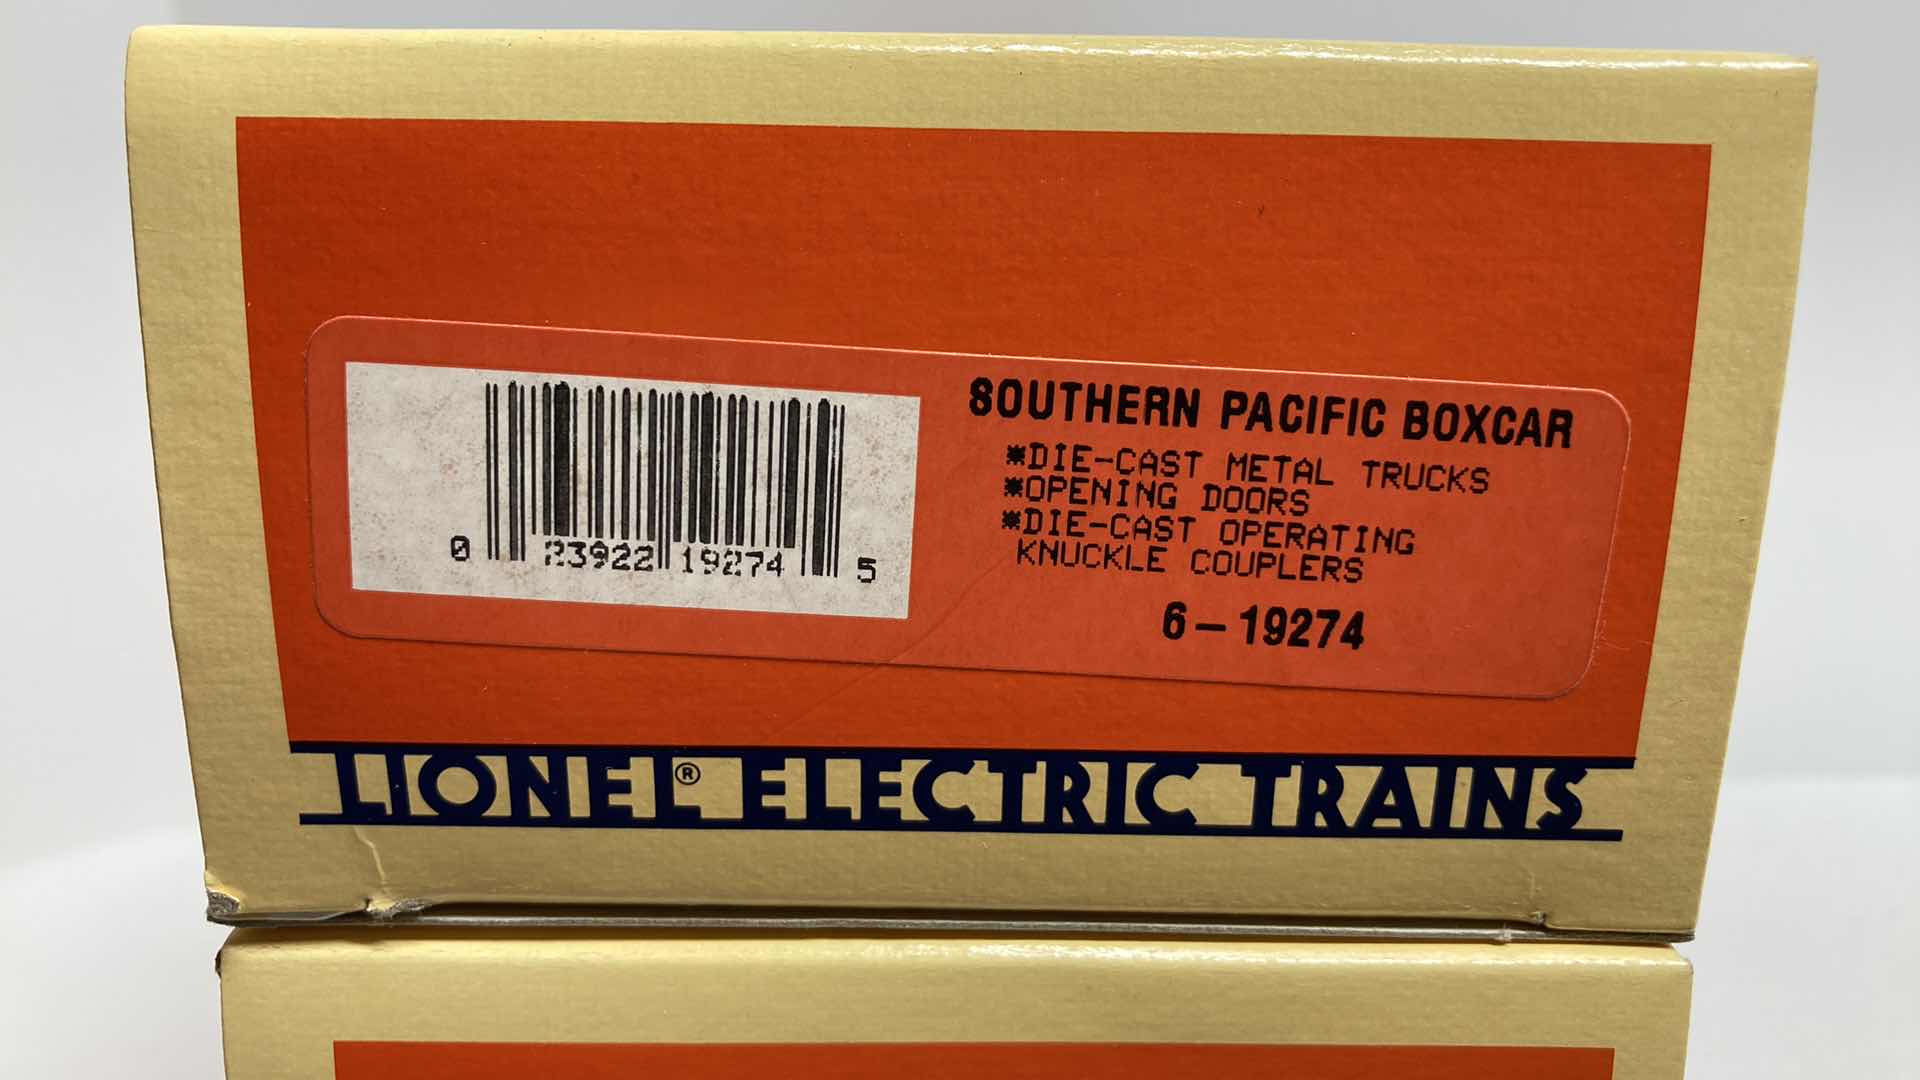 SOUTHERN PACIFIC BOXCAR
*DIE-CAST METAL TRUCKS
*OPENING DOORS
*DIE-CAST OPERATING
KNUCKLE COUPLERS
6-19274
0 23922 19274 5
LIONEL® ELECTRIC TRAINS